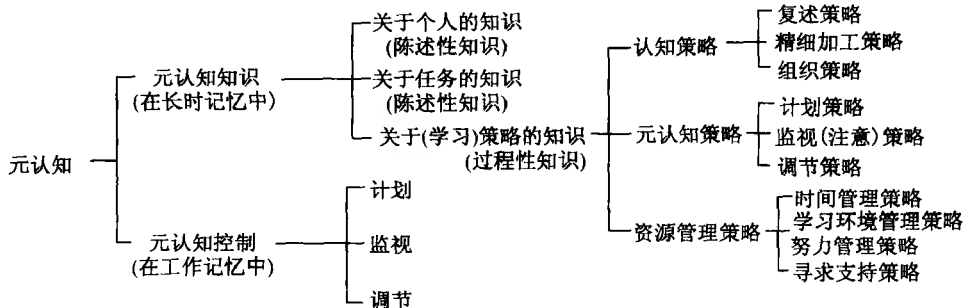 元认知
元认知知识
(在长时记忆中)
关于个人的知识
(陈述性知识)
关于任务的知识
(陈述性知识)
关于(学习)策略的知识
(过程性知识)
认知策略
复述策略
精细加工策略
组织策略
元认知策略
计划策略
监视(注意)策略
调节策略
资源管理策略
时间管理策略
学习环境管理策略
努力管理策略
寻求支持策略
元认知控制
(在工作记忆中)
计划
监视
调节